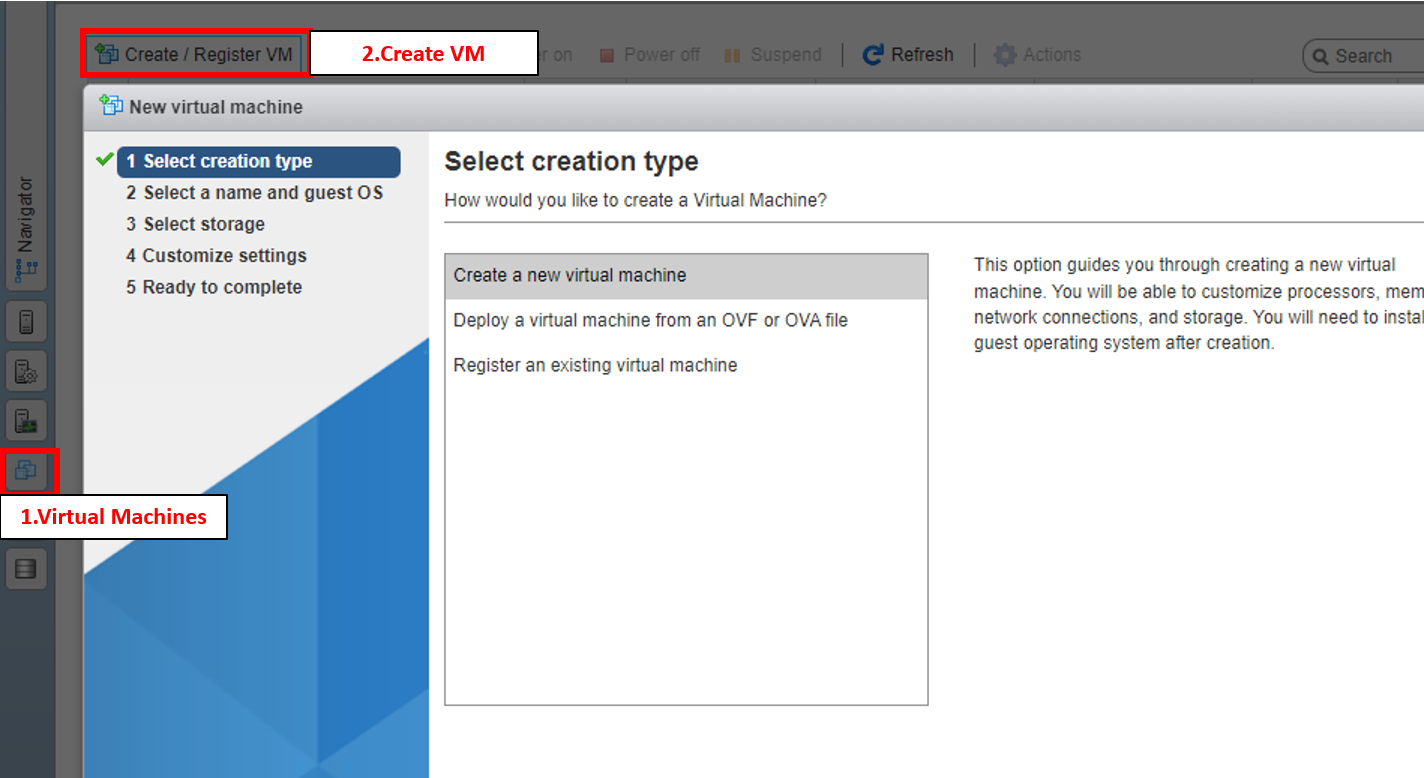 Create / Register VM
2.Create VM
on
Power off
Suspend
Refresh
Actions
Search
New virtual machine
Navigator
1 Select creation type
2 Select a name and guest OS
3 Select storage
4 Customize settings
5 Ready to complete
Select creation type
How would you like to create a Virtual Machine?
Create a new virtual machine
Deploy a virtual machine from an OVF or OVA file
Register an existing virtual machine
This option guides you through creating a new virtual
machine. You will be able to customize processors, mem
network connections, and storage. You will need to instal
guest operating system after creation.
1.Virtual Machines